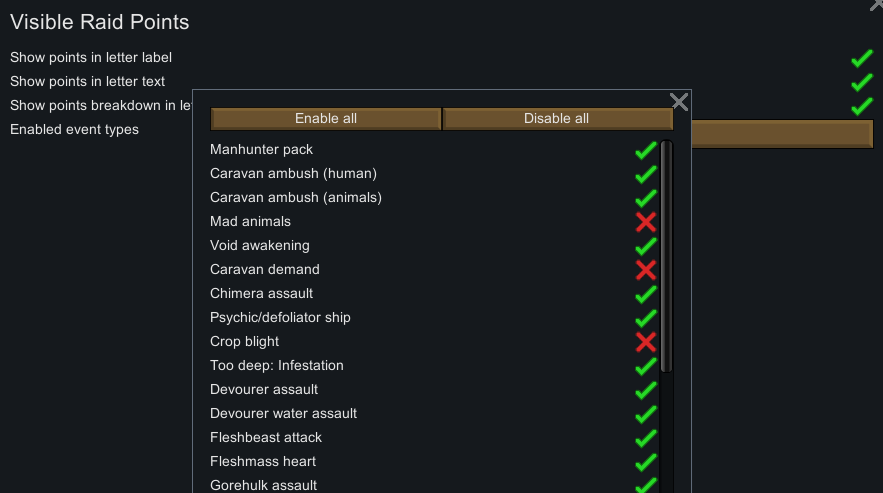 Visible Raid Points
Show points in letter label
Show points in letter text
Show points breakdown in le
Enabled event types
Enable all
Disable all
Manhunter pack
Caravan ambush (human)
Caravan ambush (animals)
Mad animals
Void awakening
Caravan demand
Chimera assault
Psychic/defoliator ship
Crop blight
Too deep: Infestation
Devourer assault
Devourer water assault
Fleshbeast attack
Fleshmass heart
Gorehulk assault